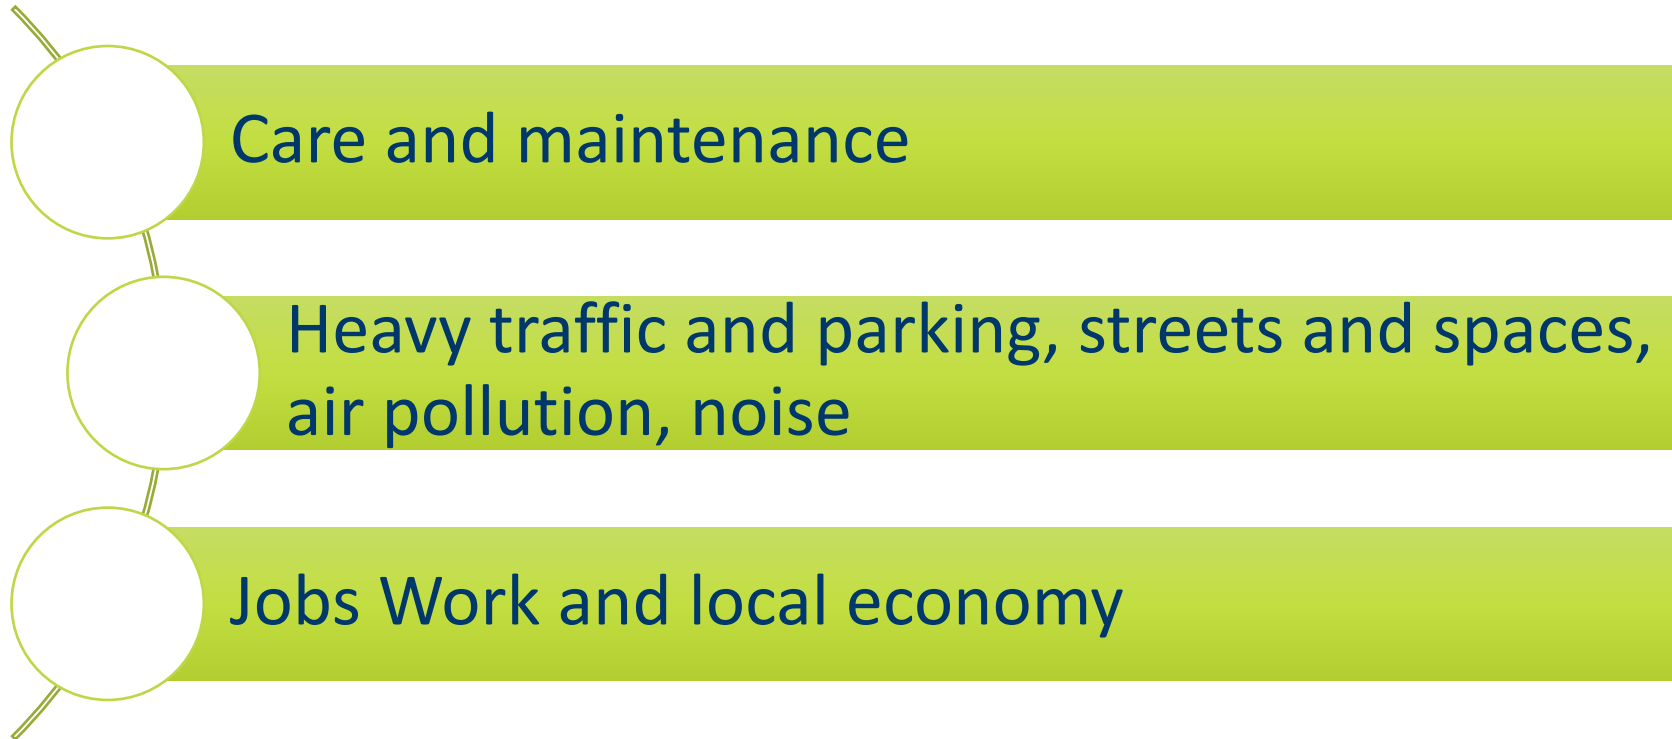 Care and maintenance
Heavy traffic and parking, streets and spaces,
air pollution, noise
Jobs Work and local economy